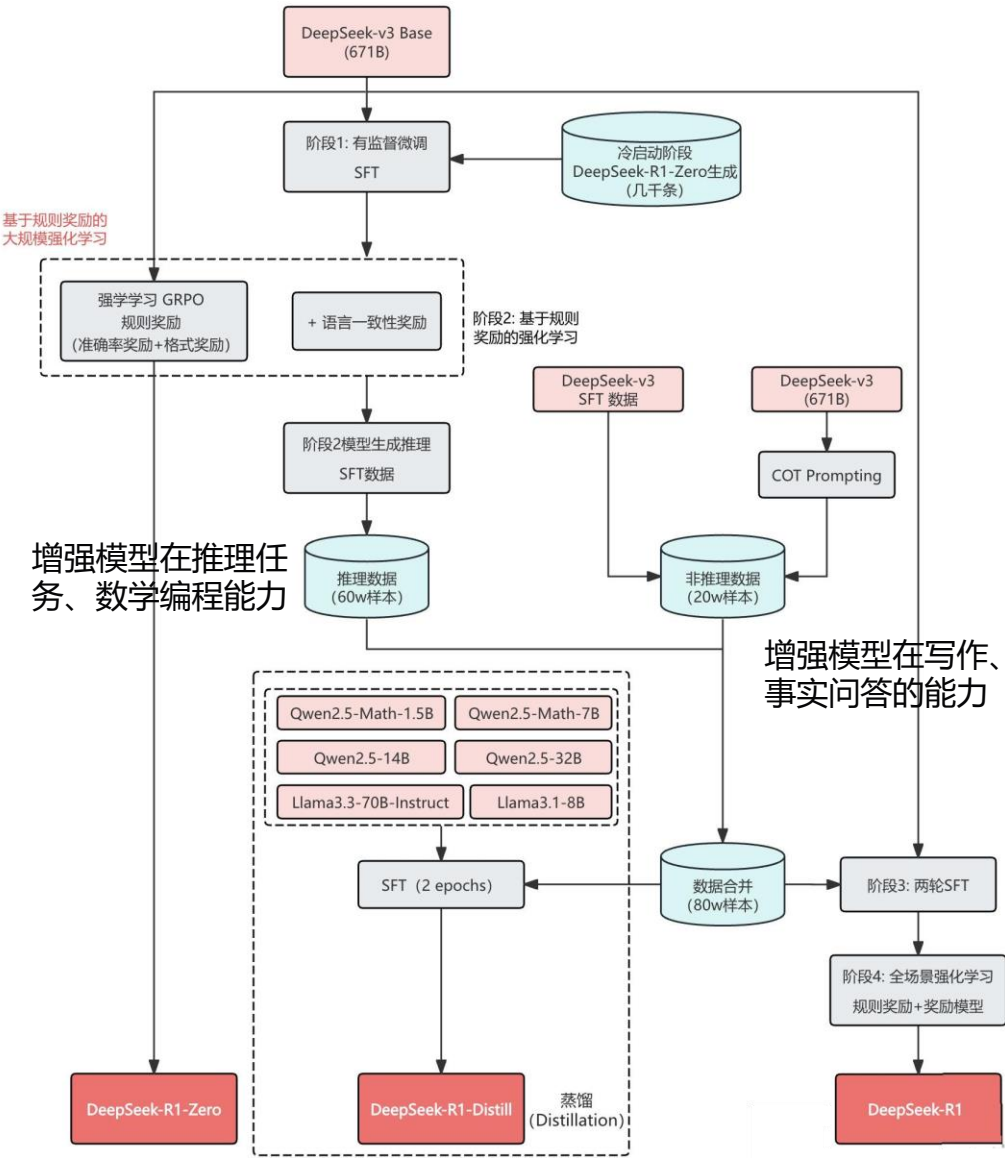 DeepSeek-v3 Base
(671B)
阶段1: 有监督微调
SFT
冷启动阶段
DeepSeek-R1-Zero生成
(几千条)
基于规则奖励的
大规模强化学习
强学学习 GRPO
规则奖励
(准确率奖励+格式奖励)
+ 语言一致性奖励
阶段2: 基于规则
奖励的强化学习
DeepSeek-v3
SFT 数据
DeepSeek-v3
(671B)
阶段2模型生成推理
SFT数据
COT Prompting
增强模型在推理任
务、数学编程能力
推理数据
(60w样本)
非推理数据
(20w样本)
增强模型在写作、
事实问答的能力
Qwen2.5-Math-1.5B
Qwen2.5-Math-7B
Qwen2.5-14B
Qwen2.5-32B
Llama3.3-70B-Instruct
Llama3.1-8B
SFT（2 epochs）
数据合并
(80w样本)
阶段3: 两轮SFT
阶段4: 全场景强化学习
规则奖励+奖励模型
DeepSeek-R1-Zero
DeepSeek-R1-Distill
蒸馏
(Distillation)
DeepSeek-R1